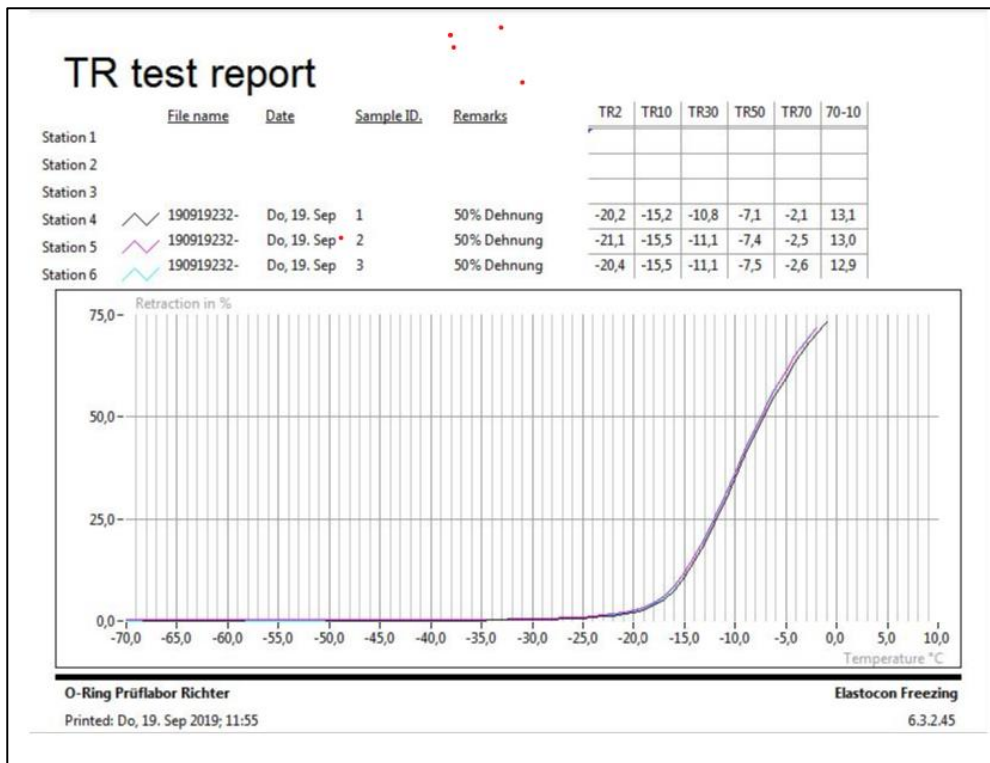 TR test report
File name Date Sample ID. Remarks TR2 TR10 TR30 TR50 TR70 70-10
Station 1
Station 2
Station 3
Station 4 190919232- Do, 19. Sep 1 50% Dehnung -20,2 -15,2 -10,8 -7,1 -2,1 13,1
Station 5 190919232- Do, 19. Sep 2 50% Dehnung -21,1 -15,5 -11,1 -7,4 -2,5 13,0
Station 6 190919232- Do, 19. Sep 3 50% Dehnung -20,4 -15,5 -11,1 -7,5 -2,6 12,9
Retraction in %
75,0
50,0
25,0
0,0
-70,0 -65,0 -60,0 -55,0 -50,0 -45,0 -40,0 -35,0 -30,0 -25,0 -20,0 -15,0 -10,0 -5,0 0,0 5,0 10,0
Temperature °C
O-Ring Prüflabor Richter Elastocon Freezing
Printed: Do, 19. Sep 2019; 11:55 6.3.2.45